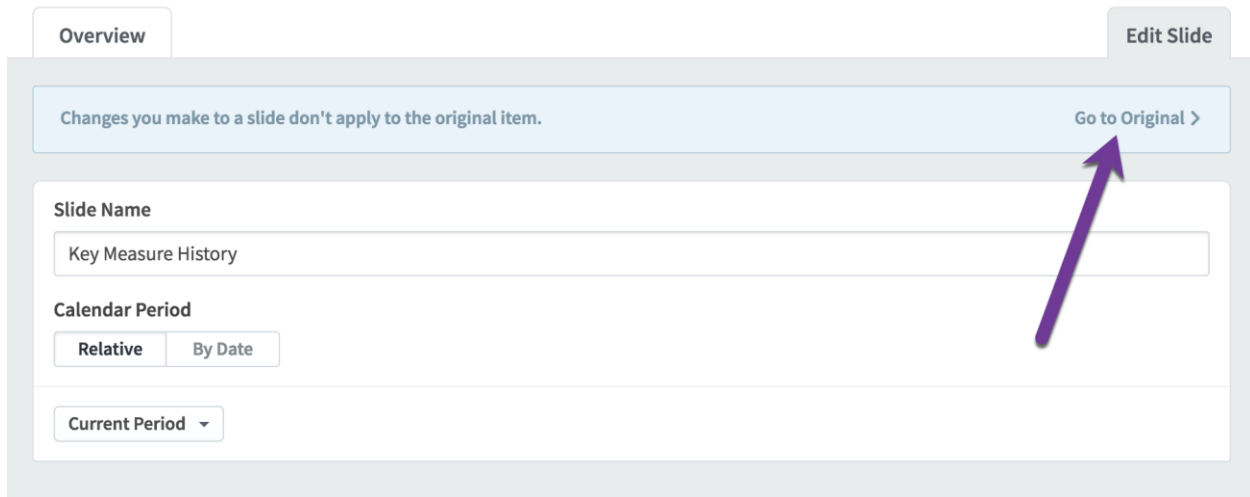 Overview
Edit Slide
Changes you make to a slide don't apply to the original item.
Go to Original >
Slide Name
Key Measure History
Calendar Period
Relative
By Date
Current Period